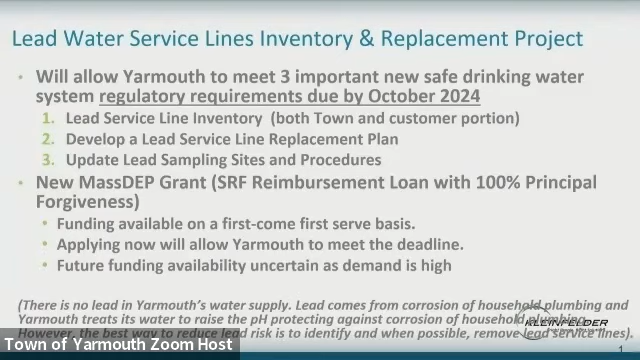 Lead Water Service Lines Inventory & Replacement Project
• Will allow Yarmouth to meet 3 important new safe drinking water
system regulatory requirements due by October 2024
1. Lead Service Line Inventory (both Town and customer portion)
2. Develop a Lead Service Line Replacement Plan
3. Update Lead Sampling Sites and Procedures
• New MassDEP Grant (SRF Reimbursement Loan with 100% Principal
Forgiveness)
• Funding available on a first-come first serve basis.
• Applying now will allow Yarmouth to meet the deadline.
• Future funding availability uncertain as demand is high
(There is no lead in Yarmouth's water supply. Lead comes from corrosion of household plumbing and
Yarmouth treats its water to raise the pH protecting against corrosion of household plumbing.
However, the best way to reduce lead risk is to identify and when possible, remove lead service lines).
KLEINFELDER
Town of Yarmouth Zoom Host
1